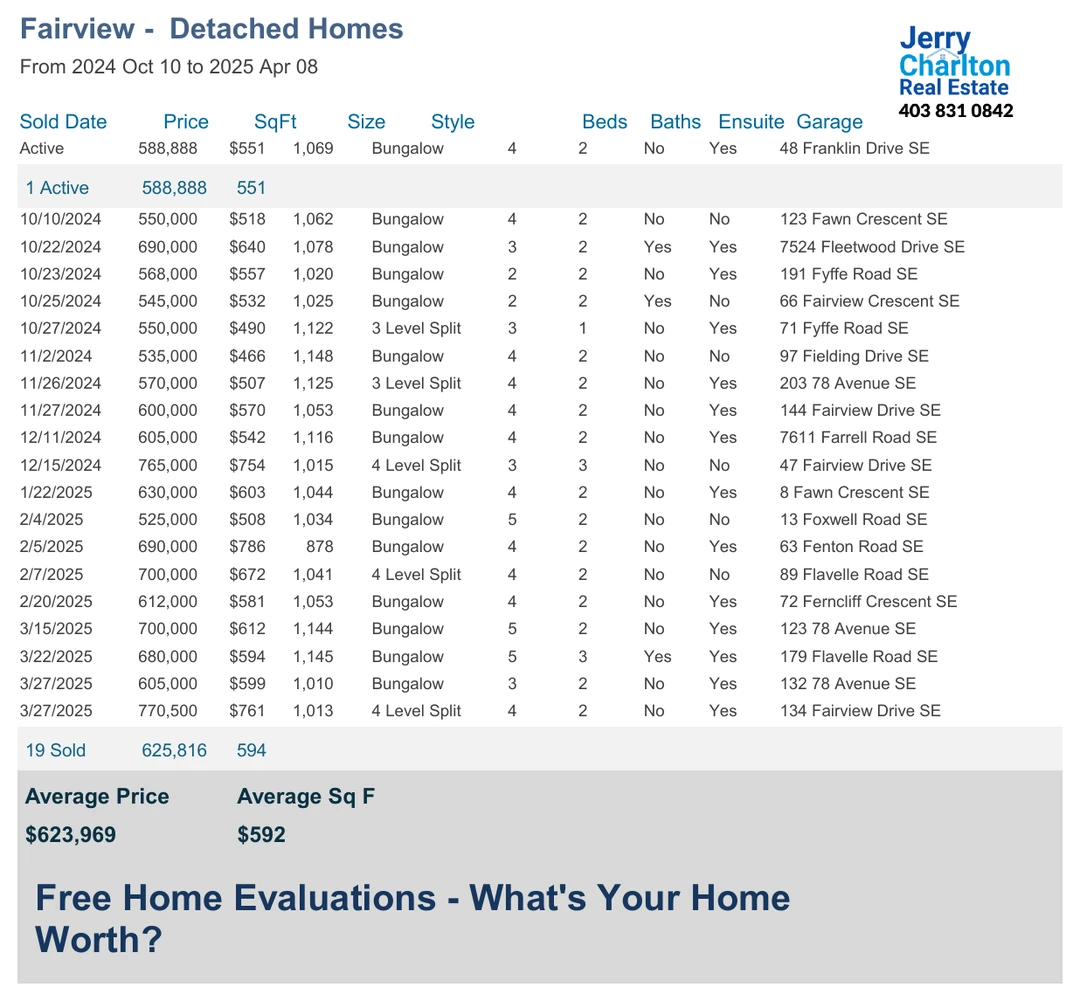 Fairview - Detached Homes
From 2024 Oct 10 to 2025 Apr 08
Jerry
Charlton
Real Estate
403 831 0842
Sold Date Price SqFt Size Style Beds Baths Ensuite Garage
Active 588,888 $551 1,069 Bungalow 4 2 No Yes 48 Franklin Drive SE
1 Active 588,888 551
10/10/2024 550,000 $518 1,062 Bungalow 4 2 No No 123 Fawn Crescent SE
10/22/2024 690,000 $640 1,078 Bungalow 3 2 Yes Yes 7524 Fleetwood Drive SE
10/23/2024 568,000 $557 1,020 Bungalow 2 2 No Yes 191 Fyffe Road SE
10/25/2024 545,000 $532 1,025 Bungalow 2 2 Yes No 66 Fairview Crescent SE
10/27/2024 550,000 $490 1,122 3 Level Split 3 1 No Yes 71 Fyffe Road SE
11/2/2024 535,000 $466 1,148 Bungalow 4 2 No No 97 Fielding Drive SE
11/26/2024 570,000 $507 1,125 3 Level Split 4 2 No Yes 203 78 Avenue SE
11/27/2024 600,000 $570 1,053 Bungalow 4 2 No Yes 144 Fairview Drive SE
12/11/2024 605,000 $542 1,116 Bungalow 4 2 No Yes 7611 Farrell Road SE
12/15/2024 765,000 $754 1,015 4 Level Split 3 3 No No 47 Fairview Drive SE
1/22/2025 630,000 $603 1,044 Bungalow 4 2 No Yes 8 Fawn Crescent SE
2/4/2025 525,000 $508 1,034 Bungalow 5 2 No No 13 Foxwell Road SE
2/5/2025 690,000 $786 878 Bungalow 4 2 No Yes 63 Fenton Road SE
2/7/2025 700,000 $672 1,041 4 Level Split 4 2 No No 89 Flavelle Road SE
2/20/2025 612,000 $581 1,053 Bungalow 4 2 No Yes 72 Ferncliff Crescent SE
3/15/2025 700,000 $612 1,144 Bungalow 5 2 No Yes 123 78 Avenue SE
3/22/2025 680,000 $594 1,145 Bungalow 5 3 Yes Yes 179 Flavelle Road SE
3/27/2025 605,000 $599 1,010 Bungalow 3 2 No Yes 132 78 Avenue SE
3/27/2025 770,500 $761 1,013 4 Level Split 4 2 No Yes 134 Fairview Drive SE
19 Sold 625,816 594
Average Price Average Sq F
$623,969 $592
Free Home Evaluations - What's Your Home
Worth?